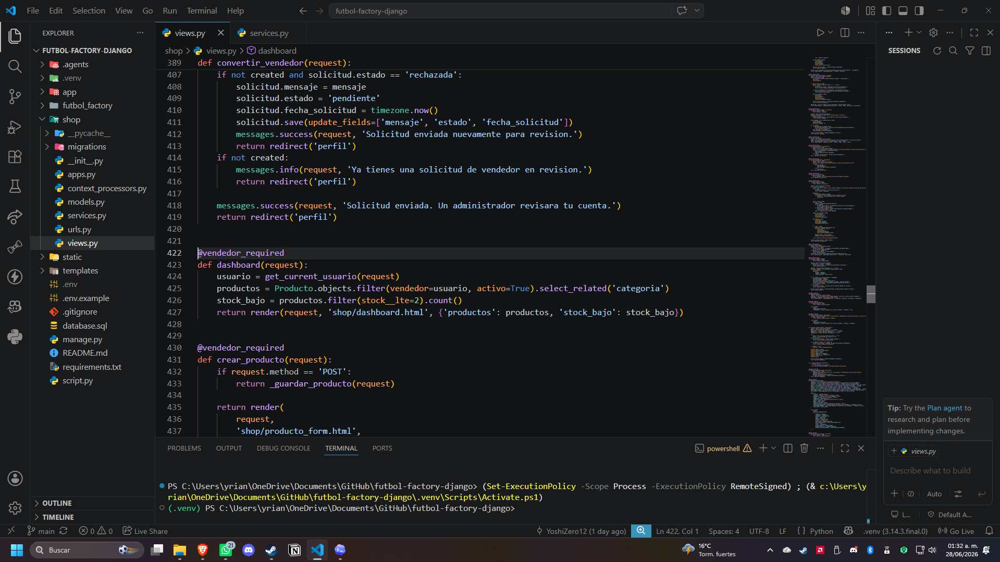 File Edit Selection View Go Run Terminal Help
futbol-factory-django
EXPLORER
FUTBOL-FACTORY-DJANGO
.agents
.venv
app
futbol_factory
shop
__pycache__
migrations
__init__.py
apps.py
context_processors.py
models.py
services.py
urls.py
views.py
static
templates
.env
.env.example
.gitignore
database.sql
manage.py
README.md
requirements.txt
script.py
OUTLINE
TIMELINE
views.py
services.py
shop > views.py > dashboard
389 def convertir_vendedor(request):
407 if not created and solicitud.estado == 'rechazada':
408 solicitud.mensaje = mensaje
409 solicitud.estado = 'pendiente'
410 solicitud.fecha_solicitud = timezone.now()
411 solicitud.save(update_fields=['mensaje', 'estado', 'fecha_solicitud'])
412 messages.success(request, 'Solicitud enviada nuevamente para revision.')
413 return redirect('perfil')
414 if not created:
415 messages.info(request, 'Ya tienes una solicitud de vendedor en revision.')
416 return redirect('perfil')
417
418 messages.success(request, 'Solicitud enviada. Un administrador revisara tu cuenta.')
419 return redirect('perfil')
420
421
422 @vendedor_required
423 def dashboard(request):
424 usuario = get_current_usuario(request)
425 productos = Producto.objects.filter(vendedor=usuario, activo=True).select_related('categoria')
426 stock_bajo = productos.filter(stock__lte=2).count()
427 return render(request, 'shop/dashboard.html', {'productos': productos, 'stock_bajo': stock_bajo})
428
429
430 @vendedor_required
431 def crear_producto(request):
432 if request.method == 'POST':
433 return _guardar_producto(request)
434
435 return render(
436 request,
437 'shop/producto_form.html',
PROBLEMS OUTPUT DEBUG CONSOLE TERMINAL PORTS
powershell
PS C:\Users\yrian\OneDrive\Documents\GitHub\futbol-factory-django> (Set-ExecutionPolicy -Scope Process -ExecutionPolicy RemoteSigned) ; (& c:\Users\y
rian\OneDrive\Documents\GitHub\futbol-factory-django\.venv\Scripts\Activate.ps1)
(.venv) PS C:\Users\yrian\OneDrive\Documents\GitHub\futbol-factory-django>
SESSIONS
Tip: Try the Plan agent to
research and plan before
implementing changes.
views.py
Describe what to build
Auto
L...
Default A...
main
0 0
Live Share
YoshiZero12 (1 day ago)
Ln 422, Col 1
Spaces: 4
UTF-8
LF
{ } Python
.venv (3.14.3.final.0)
Go Live
Buscar
21
16°C
Torm. fuertes
01:32 a. m.
28/06/2026